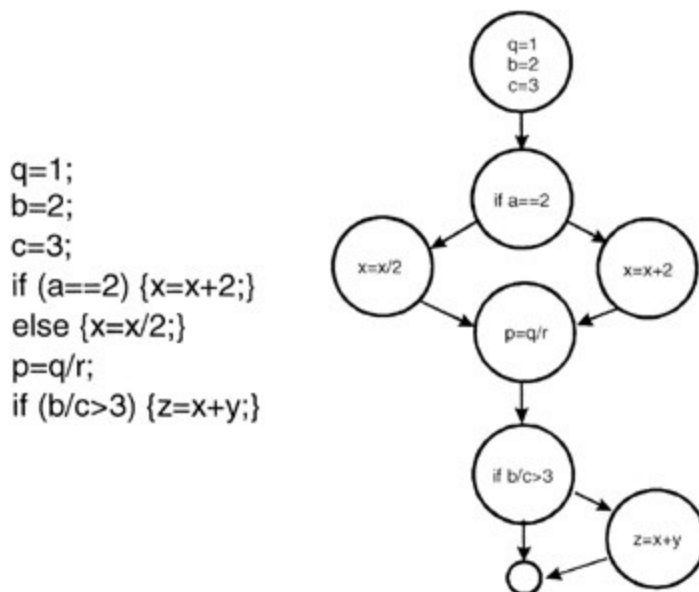 q=1;
b=2;
c=3;
if (a==2) {x=x+2;}
else {x=x/2;}
p=q/r;
if (b/c>3) {z=x+y;}
q=1
b=2
c=3
if a==2
x=x/2
x=x+2
p=q/r
if b/c>3
z=x+y